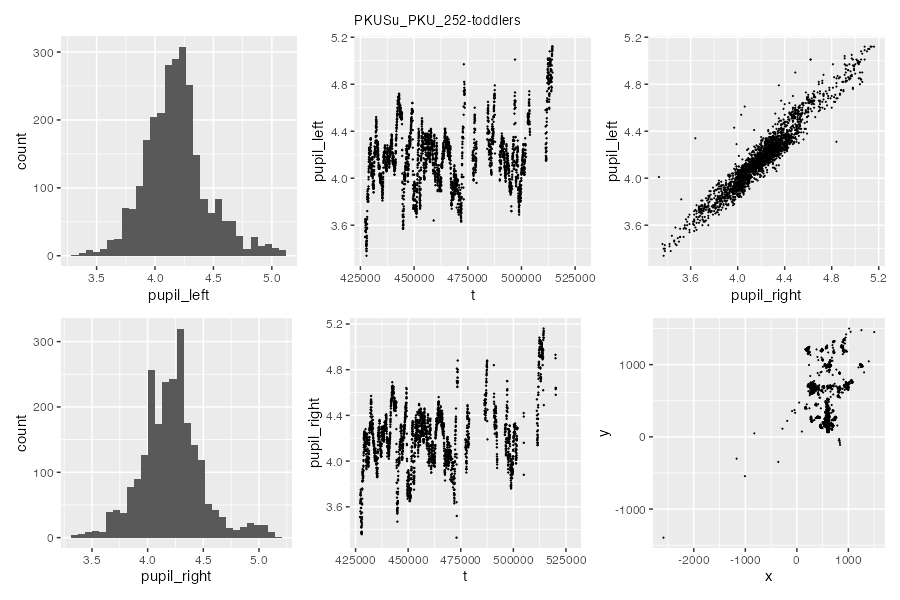 PKUSu_PKU_252-toddlers
count
300
200
100
0
3.5 4.0 4.5 5.0
pupil_left
pupil_left
5.2
4.8
4.4
4.0
3.6
425000 450000 475000 500000 525000
t
pupil_left
5.2
4.8
4.4
4.0
3.6
3.6 4.0 4.4 4.8 5.2
pupil_right
count
300
200
100
0
3.5 4.0 4.5 5.0
pupil_right
pupil_right
5.2
4.8
4.4
4.0
3.6
425000 450000 475000 500000 525000
t
y
1000
0
-1000
-2000 -1000 0 1000
x